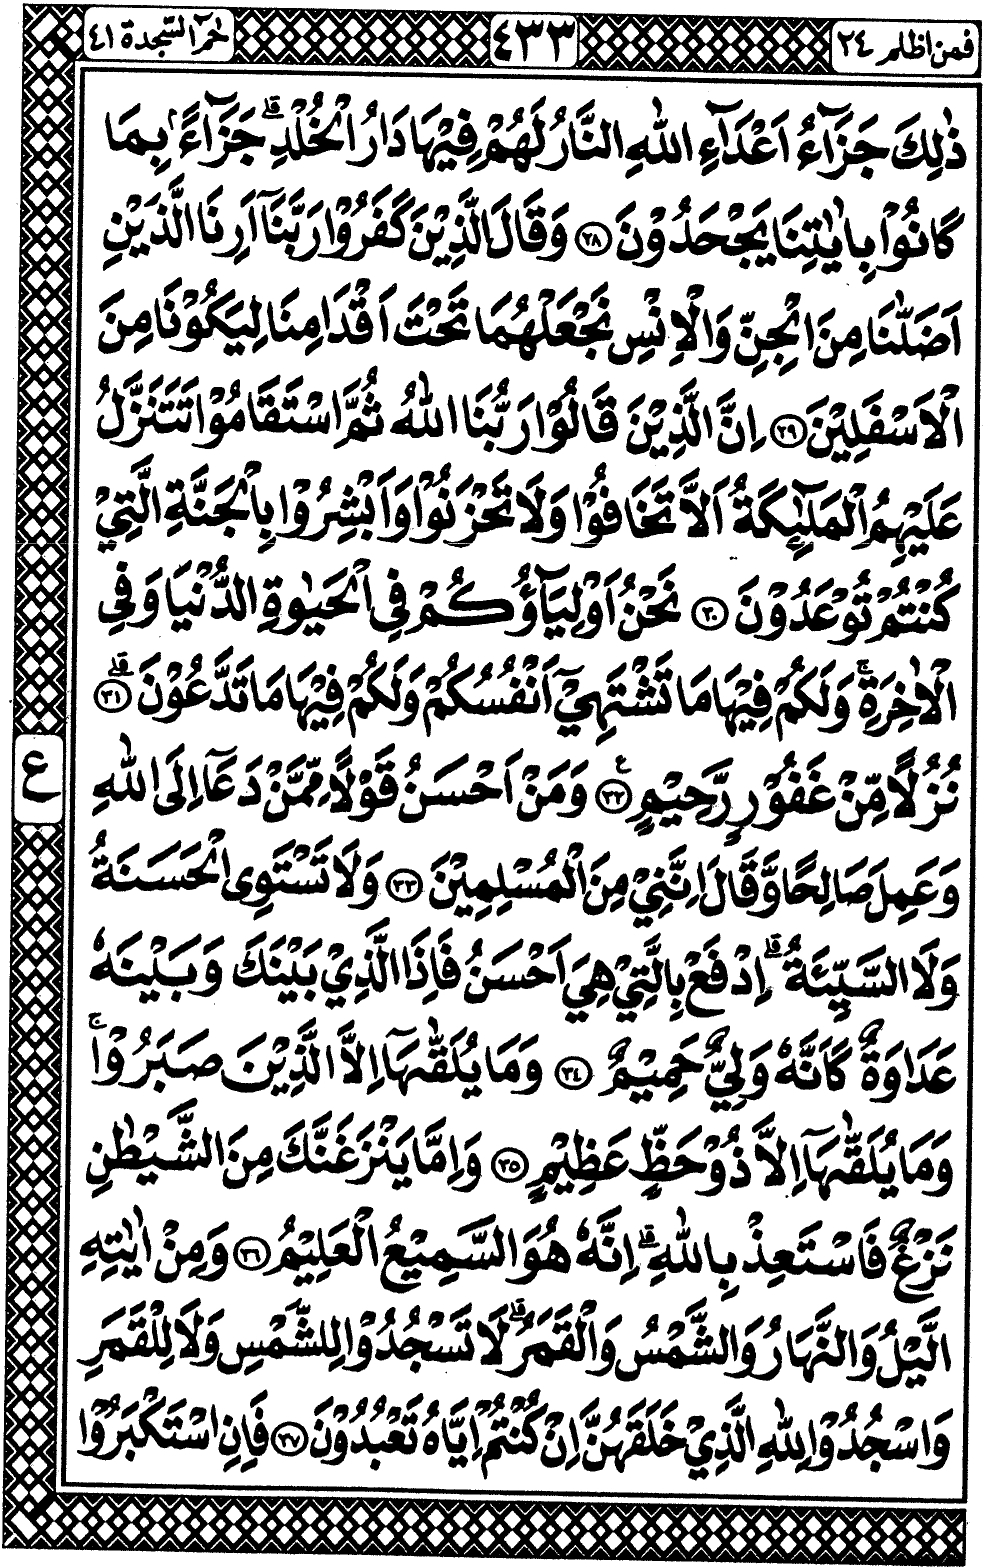 فمن اظلم ٢٤
٤٣٣
حٰمٓ السّجدة ٤١
ذٰلِكَ جَزَآءُ اَعْدَآءِ اللّٰهِ النَّارُ لَهُمْ فِيْهَا دَارُ الْخُلْدِ ۗ جَزَآءًۢ بِمَا
كَانُوْا بِاٰيٰتِنَا يَجْحَدُوْنَ ﴿٢٨﴾ وَقَالَ الَّذِيْنَ كَفَرُوْا رَبَّنَآ اَرِنَا الَّذَيْنِ
اَضَلّٰنَا مِنَ الْجِنِّ وَالْاِنْسِ نَجْعَلْهُمَا تَحْتَ اَقْدَامِنَا لِيَكُوْنَا مِنَ
الْاَسْفَلِيْنَ ﴿٢٩﴾ اِنَّ الَّذِيْنَ قَالُوْا رَبُّنَا اللّٰهُ ثُمَّ اسْتَقَامُوْا تَتَنَزَّلُ
عَلَيْهِمُ الْمَلٰٓئِكَةُ اَلَّا تَخَافُوْا وَلَا تَحْزَنُوْا وَاَبْشِرُوْا بِالْجَنَّةِ الَّتِيْ
كُنْتُمْ تُوْعَدُوْنَ ﴿٣٠﴾ نَحْنُ اَوْلِيَآؤُكُمْ فِي الْحَيٰوةِ الدُّنْيَا وَفِي
الْاٰخِرَةِ ۚ وَلَكُمْ فِيْهَا مَا تَشْتَهِيْٓ اَنْفُسُكُمْ وَلَكُمْ فِيْهَا مَا تَدَّعُوْنَ ۗ﴿٣١﴾
نُزُلًا مِّنْ غَفُوْرٍ رَّحِيْمٍ ﴿٣٢﴾ ع وَمَنْ اَحْسَنُ قَوْلًا مِّمَّنْ دَعَآ اِلَى اللّٰهِ
ع
وَعَمِلَ صَالِحًا وَّقَالَ اِنَّنِيْ مِنَ الْمُسْلِمِيْنَ ﴿٣٣﴾ وَلَا تَسْتَوِى الْحَسَنَةُ
وَلَا السَّيِّئَةُ ۗ اِدْفَعْ بِالَّتِيْ هِيَ اَحْسَنُ فَاِذَا الَّذِيْ بَيْنَكَ وَبَيْنَهٗ
عَدَاوَةٌ كَاَنَّهٗ وَلِيٌّ حَمِيْمٌ ﴿٣٤﴾ وَمَا يُلَقّٰىهَآ اِلَّا الَّذِيْنَ صَبَرُوْا ۚ
وَمَا يُلَقّٰىهَآ اِلَّا ذُوْ حَظٍّ عَظِيْمٍ ﴿٣٥﴾ وَاِمَّا يَنْزَغَنَّكَ مِنَ الشَّيْطٰنِ
نَزْغٌ فَاسْتَعِذْ بِاللّٰهِ ۗ اِنَّهٗ هُوَ السَّمِيْعُ الْعَلِيْمُ ﴿٣٦﴾ وَمِنْ اٰيٰتِهِ
الَّيْلُ وَالنَّهَارُ وَالشَّمْسُ وَالْقَمَرُ ۗ لَا تَسْجُدُوْا لِلشَّمْسِ وَلَا لِلْقَمَرِ
وَاسْجُدُوْا لِلّٰهِ الَّذِيْ خَلَقَهُنَّ اِنْ كُنْتُمْ اِيَّاهُ تَعْبُدُوْنَ ﴿٣٧﴾ فَاِنِ اسْتَكْبَرُوْا